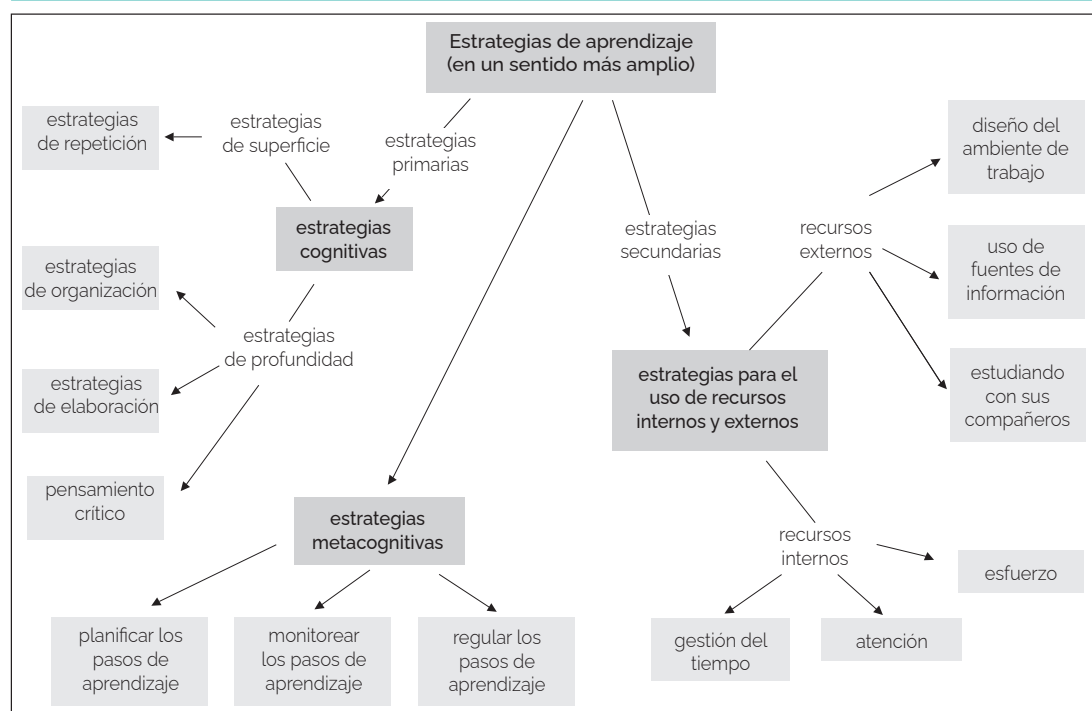 Estrategias de aprendizaje
(en un sentido más amplio)
estrategias
de repetición
estrategias
de superficie
estrategias
primarias
estrategias
cognitivas
estrategias
de organización
estrategias
de profundidad
estrategias
de elaboración
pensamiento
crítico
estrategias
metacognitivas
planificar los
pasos de
aprendizaje
monitorear
los pasos de
aprendizaje
regular los
pasos de
aprendizaje
estrategias
secundarias
recursos
externos
diseño del
ambiente de
trabajo
uso de
fuentes de
información
estudiando
con sus
compañeros
estrategias para el
uso de recursos
internos y externos
recursos
internos
esfuerzo
gestión del
tiempo
atención